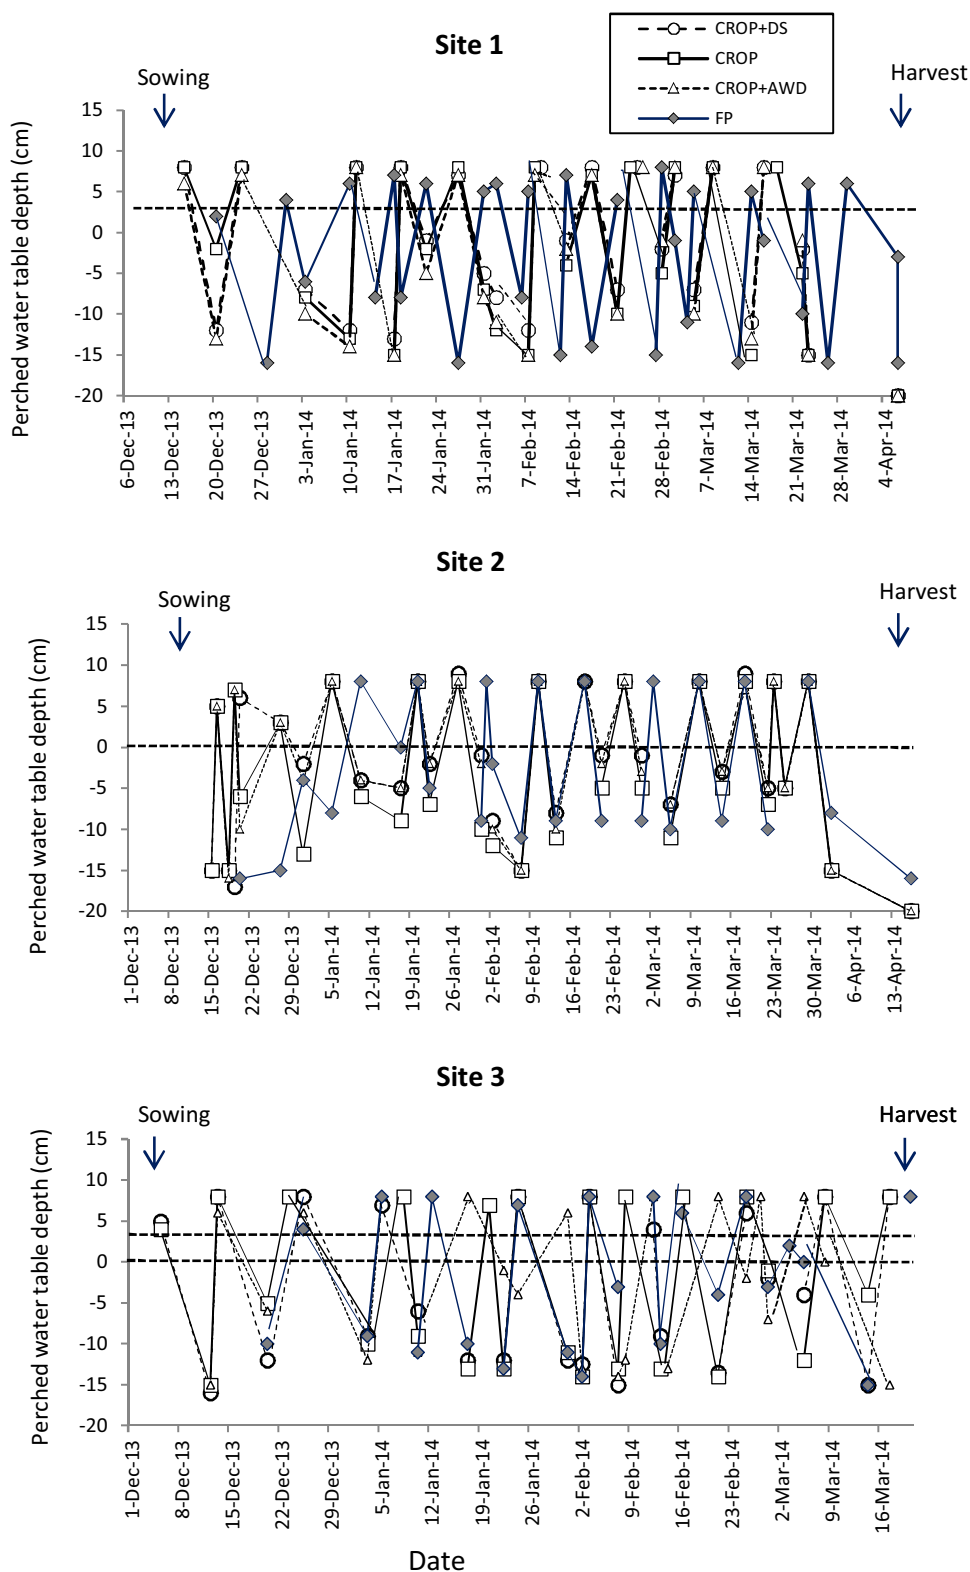 Site 1
CROP+DS
CROP
CROP+AWD
FP
Sowing
Harvest
Perched water table depth (cm)
15
10
5
0
-5
-10
-15
-20
6-Dec-13
13-Dec-13
20-Dec-13
27-Dec-13
3-Jan-14
10-Jan-14
17-Jan-14
24-Jan-14
31-Jan-14
7-Feb-14
14-Feb-14
21-Feb-14
28-Feb-14
7-Mar-14
14-Mar-14
21-Mar-14
28-Mar-14
4-Apr-14
Site 2
Sowing
Harvest
Perched water table depth (cm)
15
10
5
0
-5
-10
-15
-20
1-Dec-13
8-Dec-13
15-Dec-13
22-Dec-13
29-Dec-13
5-Jan-14
12-Jan-14
19-Jan-14
26-Jan-14
2-Feb-14
9-Feb-14
16-Feb-14
23-Feb-14
2-Mar-14
9-Mar-14
16-Mar-14
23-Mar-14
30-Mar-14
6-Apr-14
13-Apr-14
Site 3
Sowing
Harvest
Perched water table depth (cm)
15
10
5
0
-5
-10
-15
-20
1-Dec-13
8-Dec-13
15-Dec-13
22-Dec-13
29-Dec-13
5-Jan-14
12-Jan-14
19-Jan-14
26-Jan-14
2-Feb-14
9-Feb-14
16-Feb-14
23-Feb-14
2-Mar-14
9-Mar-14
16-Mar-14
Date